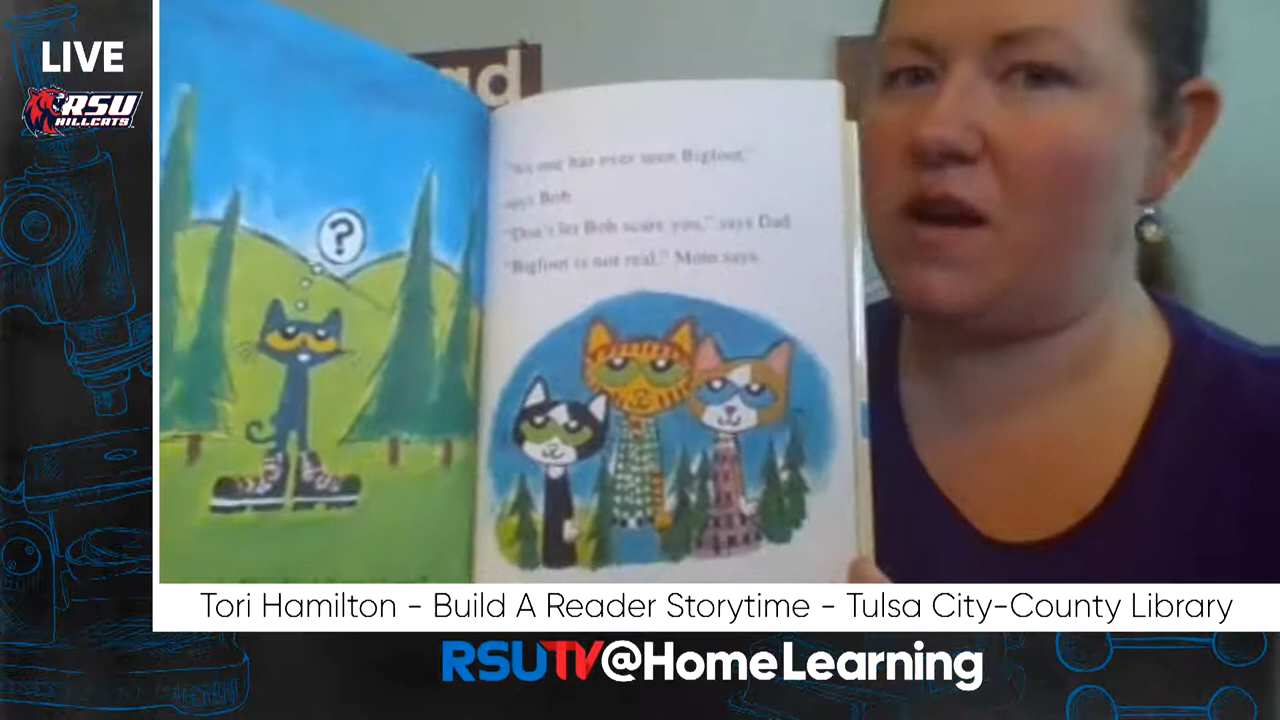 LIVE
RSU
HILLCATS
ad
?
"No one has ever seen Bigfoot,"
says Bob.
"Don't let Bob scare you," says Dad.
"Bigfoot is not real," Mom says.
Tori Hamilton - Build A Reader Storytime - Tulsa City-County Library
RSUTV@HomeLearning